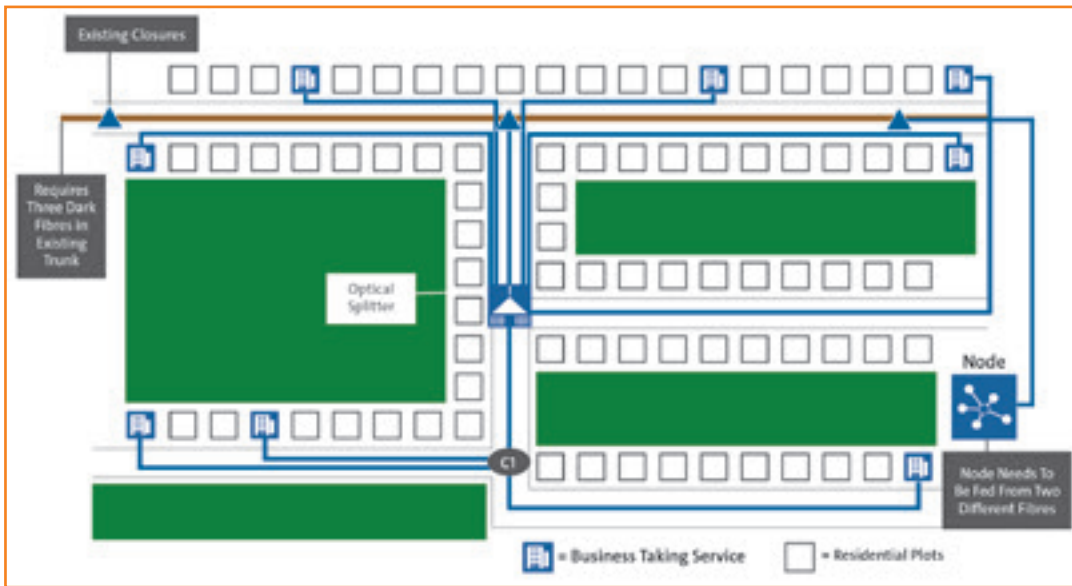 Existing Closures
Requires
Three Dark
Fibres in
Existing
Trunk
Optical
Splitter
Node
C1
Node Needs To
Be Fed From Two
Different Fibres
= Business Taking Service
= Residential Plots